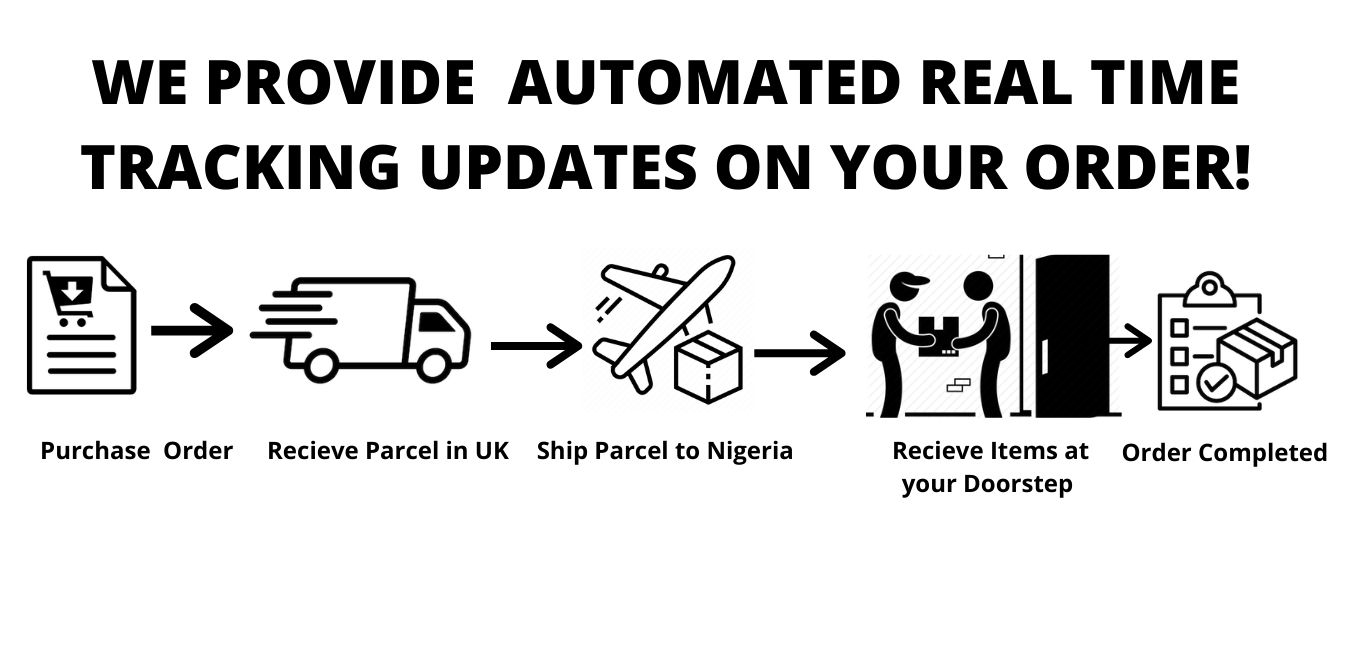 WE PROVIDE  AUTOMATED REAL TIME
TRACKING UPDATES ON YOUR ORDER!
Purchase  Order
Recieve Parcel in UK
Ship Parcel to Nigeria
Recieve Items at
your Doorstep
Order Completed